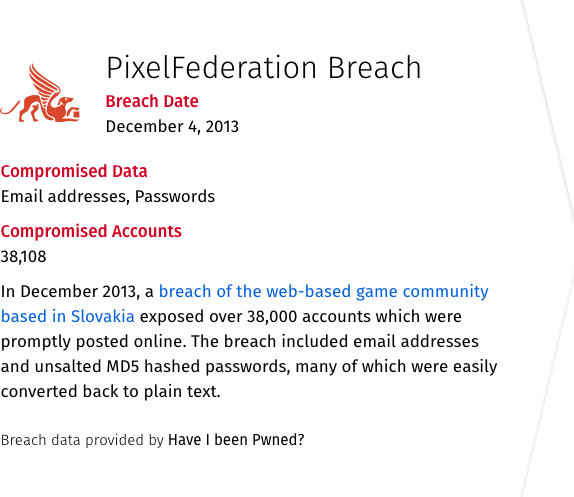 PixelFederation Breach
Breach Date
December 4, 2013
Compromised Data
Email addresses, Passwords
Compromised Accounts
38,108
In December 2013, a breach of the web-based game community
based in Slovakia exposed over 38,000 accounts which were
promptly posted online. The breach included email addresses
and unsalted MD5 hashed passwords, many of which were easily
converted back to plain text.
Breach data provided by Have I been Pwned?